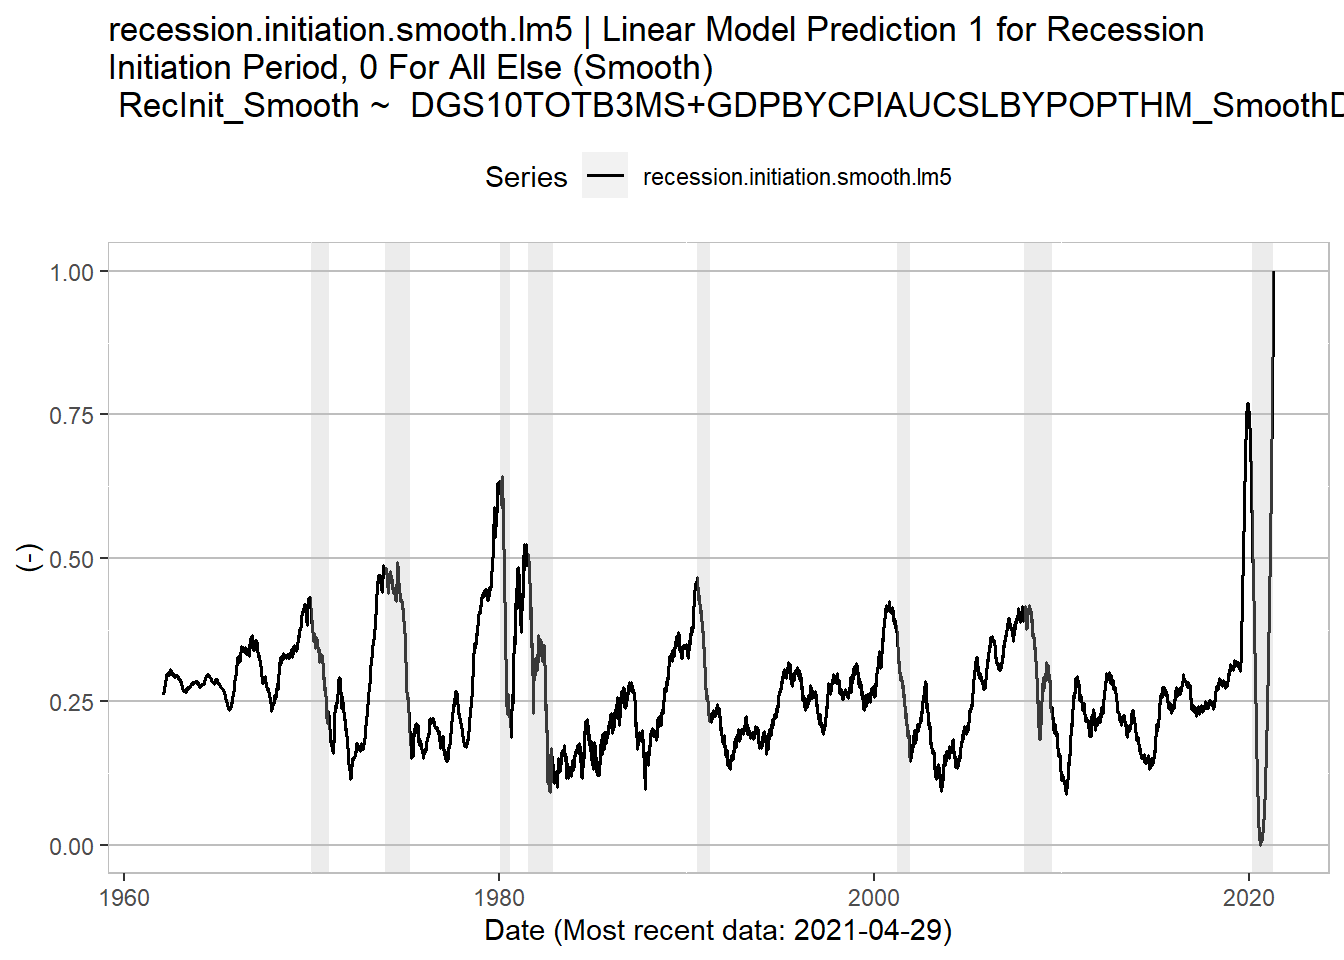 recession.initiation.smooth.lm5 | Linear Model Prediction 1 for Recession
Initiation Period, 0 For All Else (Smooth)
RecInit_Smooth ~  DGS10TOTB3MS+GDPBYCPIAUCSLBYPOPTHM_SmoothD
Series
recession.initiation.smooth.lm5
1.00
0.75
0.50
0.25
0.00
(-)
1960
1980
2000
2020
Date (Most recent data: 2021-04-29)